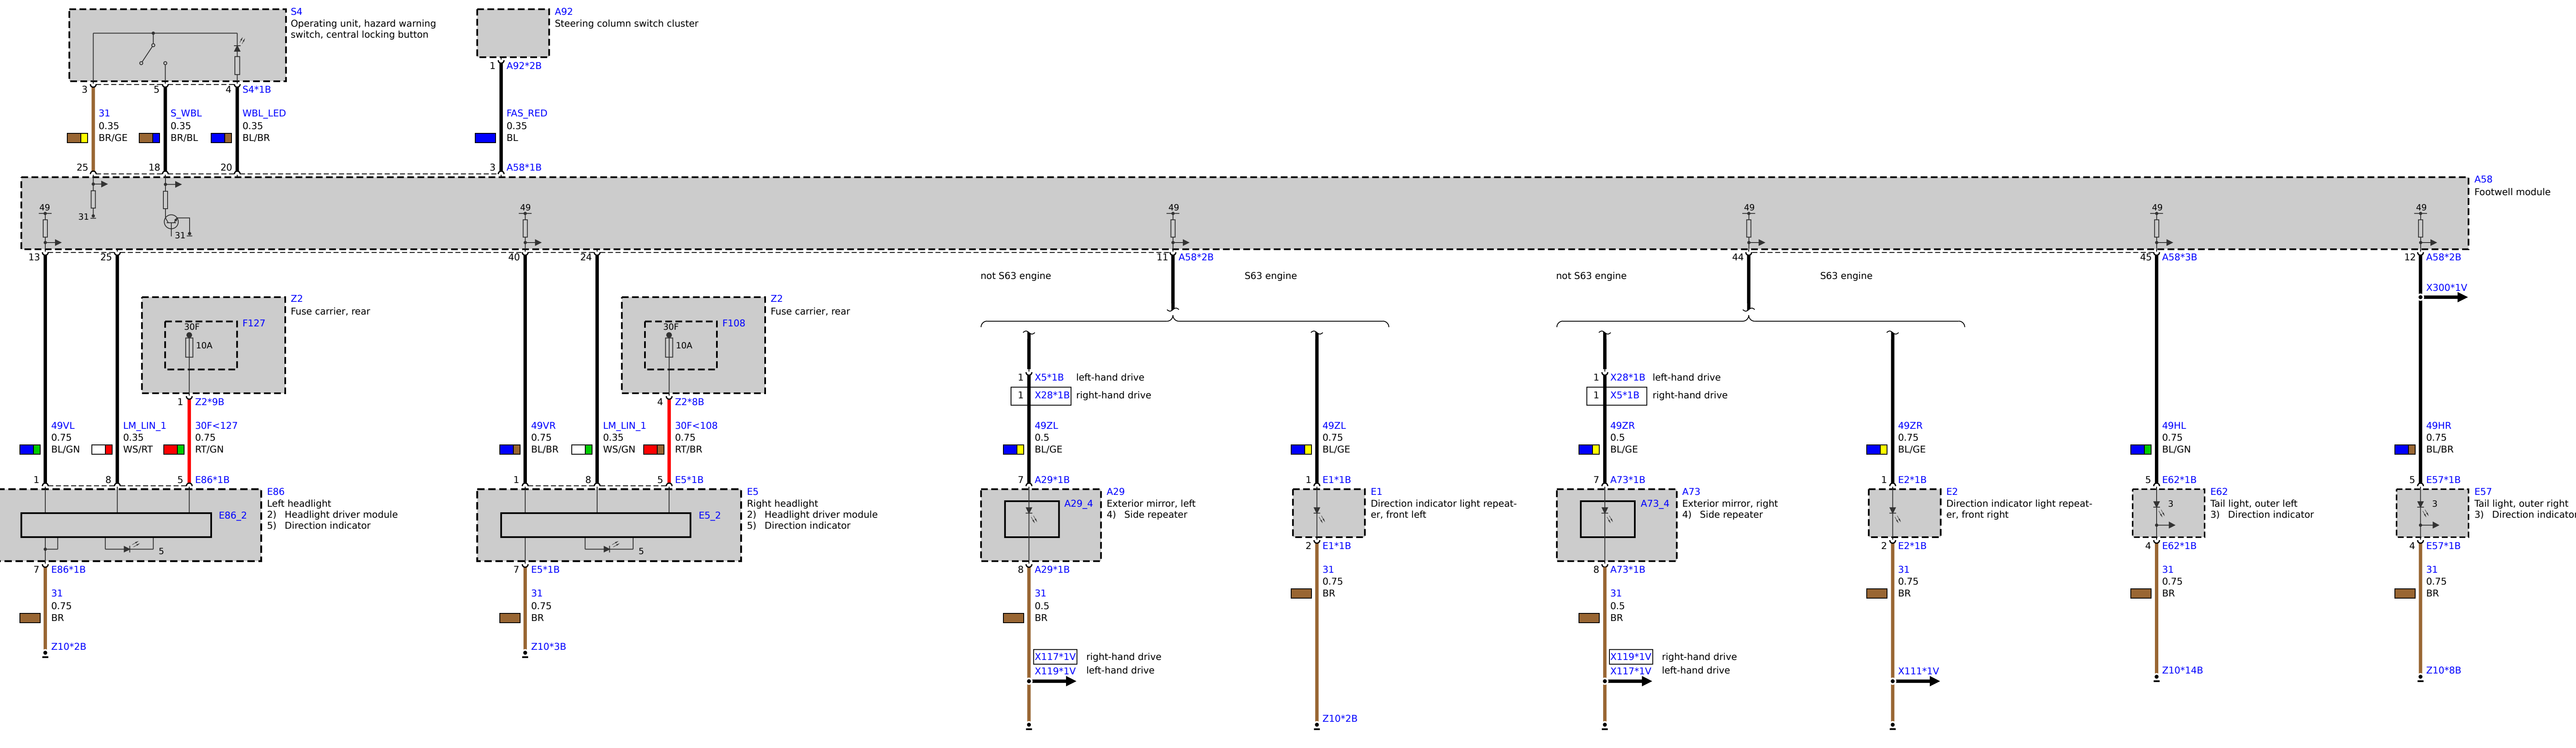 S4
Operating unit, hazard warning
switch, central locking button
A92
Steering column switch cluster
1 A92*2B
3 5 4 S4*1B
31 S_WBL WBL_LED FAS_RED
0.35 0.35 0.35 0.35
BR/GE BR/BL BL/BR BL
25 18 20 3 A58*1B
A58
Footwell module
49 31 31 49 49 49 49 49
13 25 40 24 11 A58*2B 44 45 A58*3B 12 A58*2B
not S63 engine S63 engine not S63 engine S63 engine
X300*1V
Z2
Fuse carrier, rear
30F F127
10A
Z2
Fuse carrier, rear
30F F108
10A
1 X5*1B left-hand drive
1 X28*1B right-hand drive
1 X28*1B left-hand drive
1 X5*1B right-hand drive
1 Z2*9B 4 Z2*8B
49VL LM_LIN_1 30F<127 49VR LM_LIN_1 30F<108 49ZL 49ZL 49ZR 49ZR 49HL 49HR
0.75 0.35 0.75 0.75 0.35 0.75 0.5 0.75 0.5 0.75 0.75 0.75
BL/GN WS/RT RT/GN BL/BR WS/GN RT/BR BL/GE BL/GE BL/GE BL/GE BL/GN BL/BR
1 8 5 E86*1B 1 8 5 E5*1B 7 A29*1B 1 E1*1B 7 A73*1B 1 E2*1B 5 E62*1B 5 E57*1B
E86
Left headlight
2) Headlight driver module
5) Direction indicator
E86_2
5
E5
Right headlight
2) Headlight driver module
5) Direction indicator
E5_2
5
A29
Exterior mirror, left
4) Side repeater
A29_4
E1
Direction indicator light repeat-
er, front left
A73
Exterior mirror, right
4) Side repeater
A73_4
E2
Direction indicator light repeat-
er, front right
E62
Tail light, outer left
3) Direction indicator
3
E57
Tail light, outer right
3) Direction indicator
3
2 E1*1B 2 E2*1B 4 E62*1B 4 E57*1B
7 E86*1B 7 E5*1B 8 A29*1B 8 A73*1B
31 31 31 31
0.75 0.75 0.75 0.75
BR BR BR BR
31 31 31 31
0.75 0.75 0.5 0.5
BR BR BR BR
Z10*2B Z10*3B
X117*1V right-hand drive
X119*1V left-hand drive
X119*1V right-hand drive
X117*1V left-hand drive
X111*1V Z10*14B Z10*8B
Z10*2B